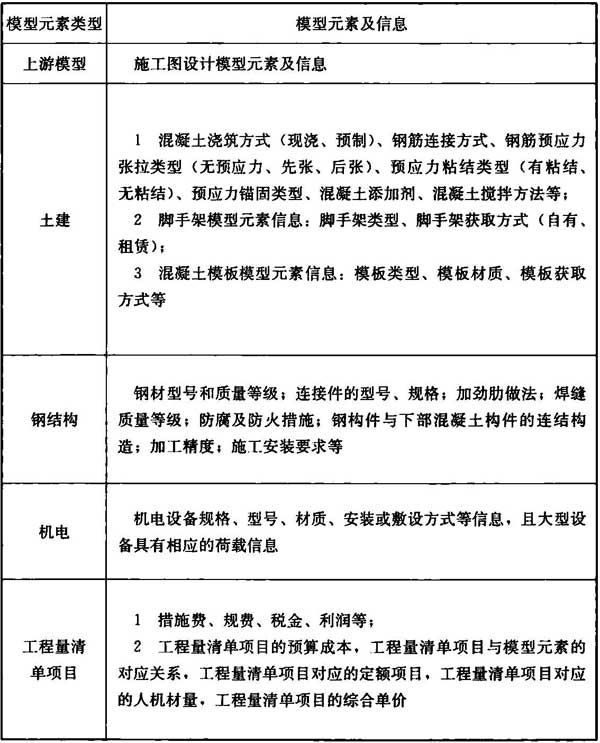 模型元素类型
模型元素及信息
上游模型
施工图设计模型元素及信息
土建
1 混凝土浇筑方式（现浇、预制）、钢筋连接方式、钢筋预应力
张拉类型（无预应力、先张、后张）、预应力粘结类型（有粘结、
无粘结）、预应力锚固类型、混凝土添加剂、混凝土搅拌方法等；
2 脚手架模型元素信息：脚手架类型、脚手架获取方式（自有、
租赁）；
3 混凝土模板模型元素信息：模板类型、模板材质、模板获取
方式等
钢结构
钢材型号和质量等级；连接件的型号、规格；加劲肋做法；焊缝
质量等级；防腐及防火措施；钢构件与下部混凝土构件的连结构
造；加工精度；施工安装要求等
机电
机电设备规格、型号、材质、安装或敷设方式等信息，且大型设
备具有相应的荷载信息
工程量清
单项目
1 措施费、规费、税金、利润等；
2 工程量清单项目的预算成本，工程量清单项目与模型元素的
对应关系，工程量清单项目对应的定额项目，工程量清单项目对应
的人机材量，工程量清单项目的综合单价